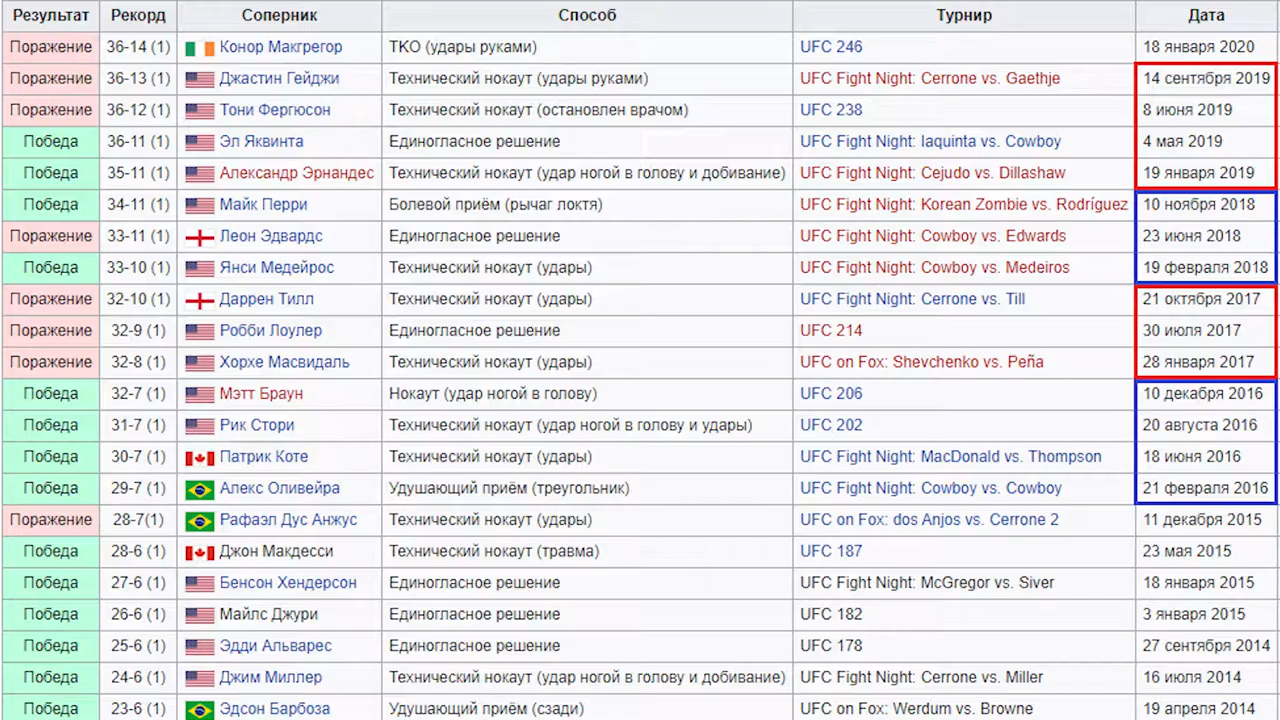 Результат Рекорд Соперник Способ Турнир Дата
Поражение 36-14 (1) Конор Макгрегор TKO (удары руками) UFC 246 18 января 2020
Поражение 36-13 (1) Джастин Гейджи Технический нокаут (удары руками) UFC Fight Night: Cerrone vs. Gaethje 14 сентября 2019
Поражение 36-12 (1) Тони Фергюсон Технический нокаут (остановлен врачом) UFC 238 8 июня 2019
Победа 36-11 (1) Эл Яквинта Единогласное решение UFC Fight Night: Iaquinta vs. Cowboy 4 мая 2019
Победа 35-11 (1) Александр Эрнандес Технический нокаут (удар ногой в голову и добивание) UFC Fight Night: Cejudo vs. Dillashaw 19 января 2019
Победа 34-11 (1) Майк Перри Болевой приём (рычаг локтя) UFC Fight Night: Korean Zombie vs. Rodríguez 10 ноября 2018
Поражение 33-11 (1) Леон Эдвардс Единогласное решение UFC Fight Night: Cowboy vs. Edwards 23 июня 2018
Победа 33-10 (1) Янси Медейрос Технический нокаут (удары) UFC Fight Night: Cowboy vs. Medeiros 19 февраля 2018
Поражение 32-10 (1) Даррен Тилл Технический нокаут (удары) UFC Fight Night: Cerrone vs. Till 21 октября 2017
Поражение 32-9 (1) Робби Лоулер Единогласное решение UFC 214 30 июля 2017
Поражение 32-8 (1) Хорхе Масвидаль Технический нокаут (удары) UFC on Fox: Shevchenko vs. Peña 28 января 2017
Победа 32-7 (1) Мэтт Браун Нокаут (удар ногой в голову) UFC 206 10 декабря 2016
Победа 31-7 (1) Рик Стори Технический нокаут (удар ногой в голову и удары) UFC 202 20 августа 2016
Победа 30-7 (1) Патрик Коте Технический нокаут (удары) UFC Fight Night: MacDonald vs. Thompson 18 июня 2016
Победа 29-7 (1) Алекс Оливейра Удушающий приём (треугольник) UFC Fight Night: Cowboy vs. Cowboy 21 февраля 2016
Поражение 28-7(1) Рафаэл Дус Анжус Технический нокаут (удары) UFC on Fox: dos Anjos vs. Cerrone 2 11 декабря 2015
Победа 28-6 (1) Джон Макдесси Технический нокаут (травма) UFC 187 23 мая 2015
Победа 27-6 (1) Бенсон Хендерсон Единогласное решение UFC Fight Night: McGregor vs. Siver 18 января 2015
Победа 26-6 (1) Майлс Джури Единогласное решение UFC 182 3 января 2015
Победа 25-6 (1) Эдди Альварес Единогласное решение UFC 178 27 сентября 2014
Победа 24-6 (1) Джим Миллер Технический нокаут (удар ногой в голову и добивание) UFC Fight Night: Cerrone vs. Miller 16 июля 2014
Победа 23-6 (1) Эдсон Барбоза Удушающий приём (сзади) UFC on Fox: Werdum vs. Browne 19 апреля 2014